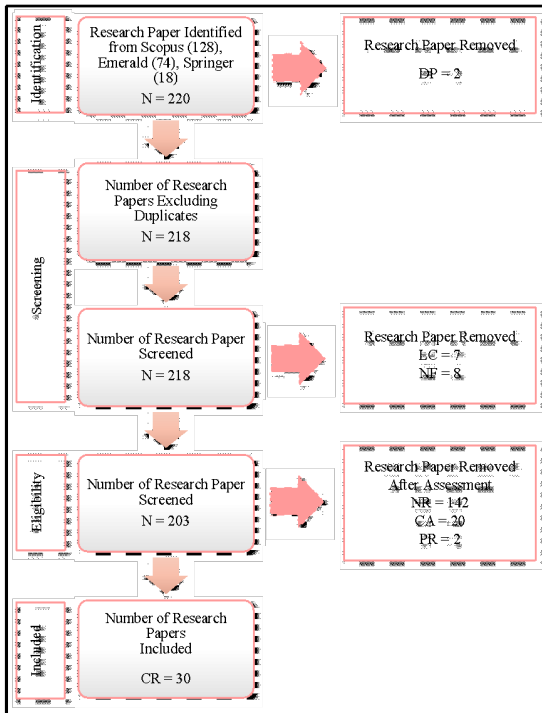 Identification
Research Paper Identified
from Scopus (128),
Emerald (74), Springer
(18)
N = 220
Research Paper Removed
DP = 2
Screening
Number of Research
Papers Excluding
Duplicates
N = 218
Number of Research Paper
Screened
N = 218
Research Paper Removed
LC = 7
NF = 8
Eligibility
Number of Research Paper
Screened
N = 203
Research Paper Removed
After Assessment
NR = 142
CA = 20
PR = 2
Included
Number of Research
Papers
Included
CR = 30